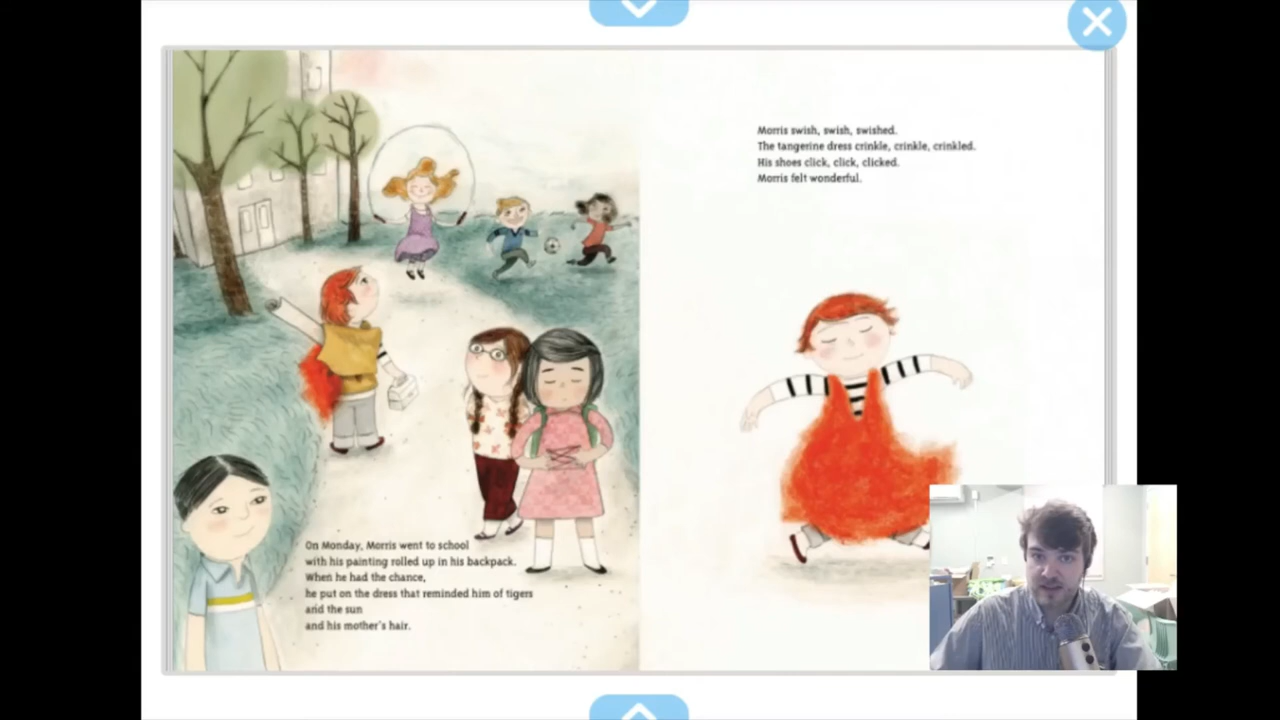 On Monday, Morris went to school
with his painting rolled up in his backpack.
When he had the chance,
he put on the dress that reminded him of tigers
and the sun
and his mother's hair.
Morris swish, swish, swished.
The tangerine dress crinkle, crinkle, crinkled.
His shoes click, click, clicked.
Morris felt wonderful.